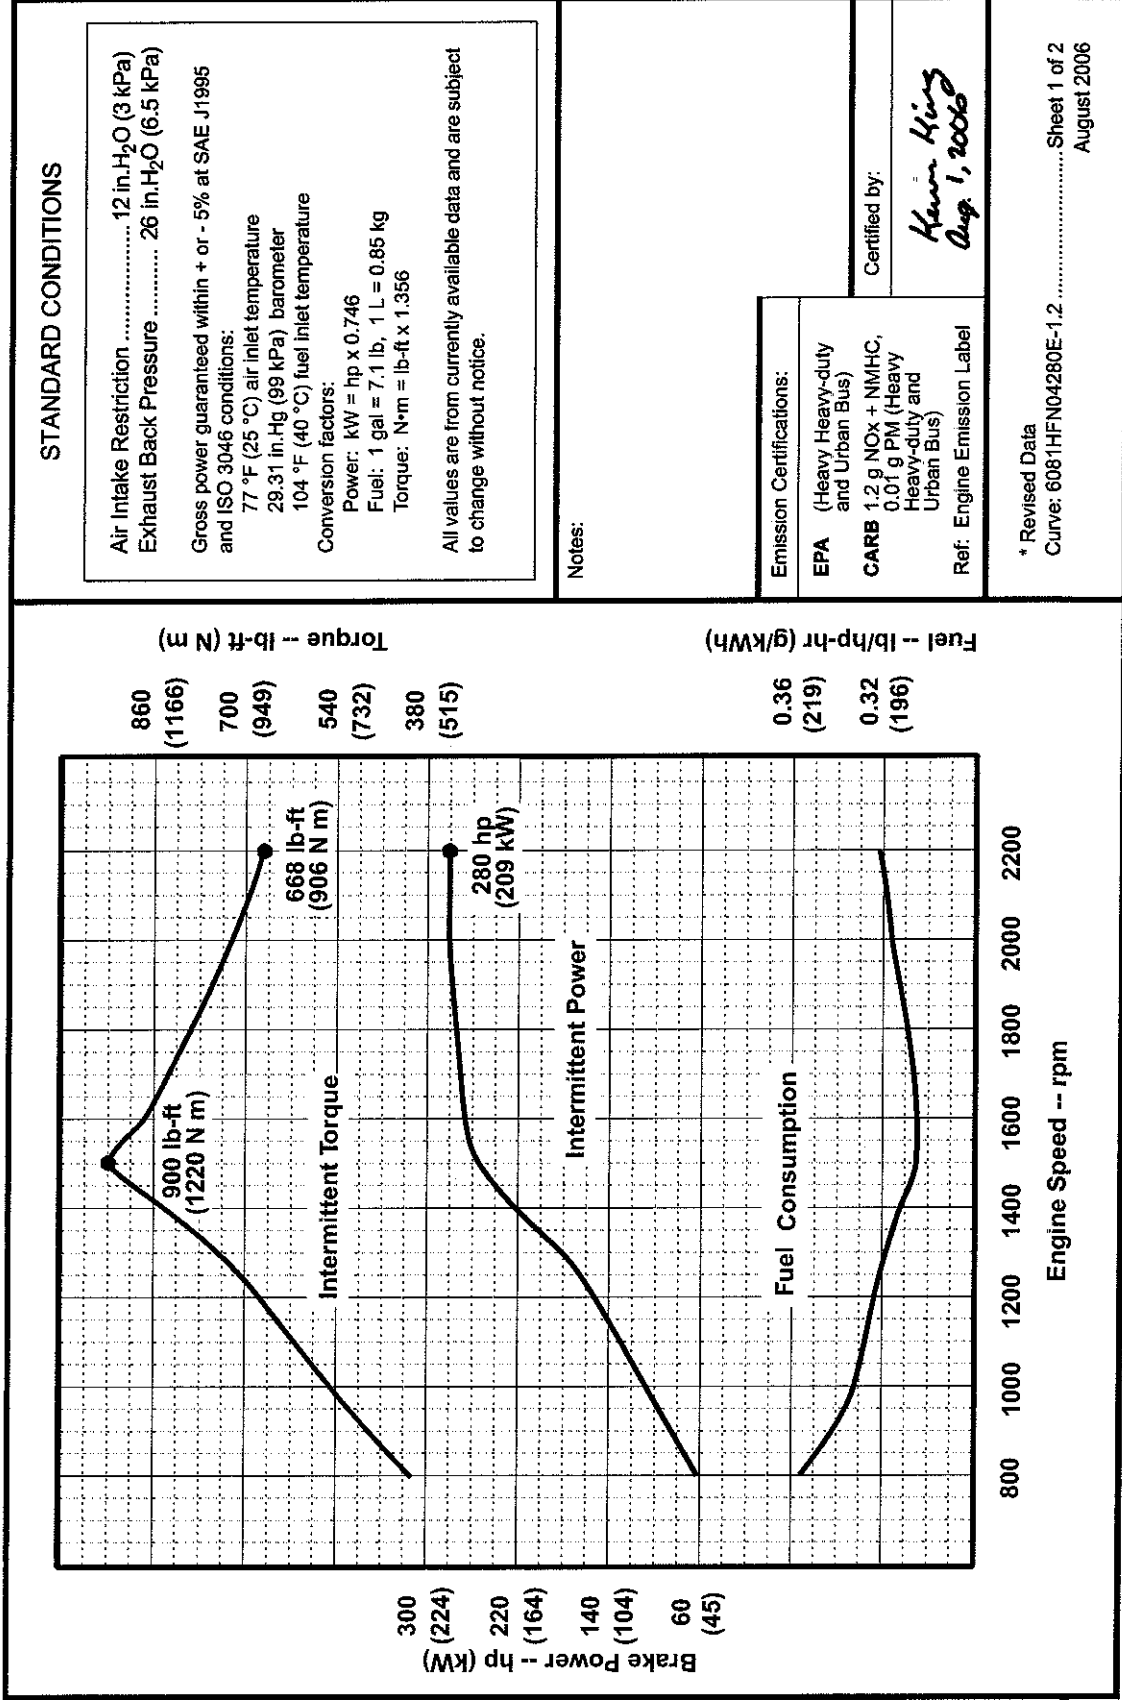 STANDARD CONDITIONS
Air Intake Restriction .................. 12 in.H₂O (3 kPa)
Exhaust Back Pressure ........... 26 in.H₂O (6.5 kPa)
Gross power guaranteed within + or - 5% at SAE J1995
and ISO 3046 conditions:
77 °F (25 °C) air inlet temperature
29.31 in.Hg (99 kPa) barometer
104 °F (40 °C) fuel inlet temperature
Conversion factors:
Power: kW = hp x 0.746
Fuel: 1 gal = 7.1 lb, 1 L = 0.85 kg
Torque: N•m = lb-ft x 1.356
All values are from currently available data and are subject
to change without notice.
Notes:
Emission Certifications:
EPA (Heavy Heavy-duty
and Urban Bus)
CARB 1.2 g NOx + NMHC,
0.01 g PM (Heavy
Heavy-duty and
Urban Bus)
Ref: Engine Emission Label
Certified by:
Kevin King
Aug. 1, 2006
* Revised Data
Curve: 6081HFN04280E-1.2 ........................ Sheet 1 of 2
August 2006
Torque -- lb-ft (N m)
860
(1166)
700
(949)
540
(732)
380
(515)
Fuel -- lb/hp-hr (g/kWh)
0.36
(219)
0.32
(196)
900 lb-ft
(1220 N m)
668 lb-ft
(906 N m)
Intermittent Torque
280 hp
(209 kW)
Intermittent Power
Fuel Consumption
Brake Power -- hp (kW)
300
(224)
220
(164)
140
(104)
60
(45)
800 1000 1200 1400 1600 1800 2000 2200
Engine Speed -- rpm